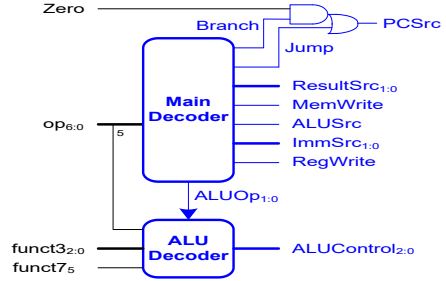 Zero
Branch
PCSrc
Jump
Main
Decoder
ResultSrc1:0
MemWrite
op6:0
5
ALUSrc
ImmSrc1:0
RegWrite
ALUOp1:0
ALU
Decoder
funct32:0
ALUControl2:0
funct75